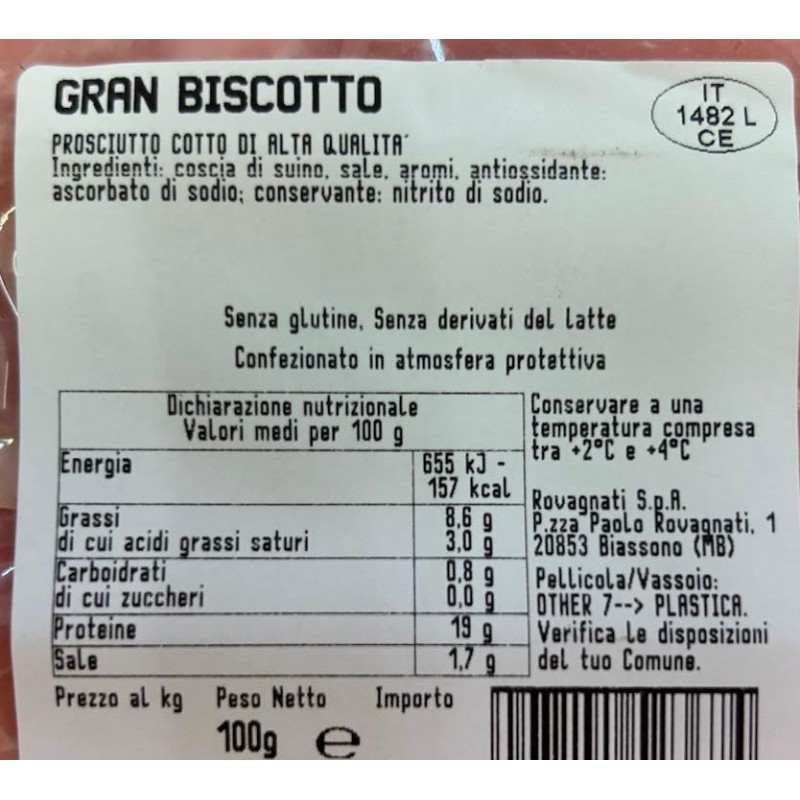 GRAN BISCOTTO
IT
1482 L
CE
PROSCIUTTO COTTO DI ALTA QUALITA'
Ingredienti: coscia di suino, sale, aromi, antiossidante:
ascorbato di sodio; conservante: nitrito di sodio.
Senza glutine, Senza derivati del latte
Confezionato in atmosfera protettiva
Dichiarazione nutrizionale
Valori medi per 100 g
Energia 655 kJ -
157 kcal
Grassi 8,6 g
di cui acidi grassi saturi 3,0 g
Carboidrati 0,8 g
di cui zuccheri 0,0 g
Proteine 19 g
Sale 1,7 g
Conservare a una
temperatura compresa
tra +2°C e +4°C
Rovagnati S.p.A.
P.zza Paolo Rovagnati, 1
20853 Biassono (MB)
Pellicola/Vassoio:
OTHER 7--> PLASTICA.
Verifica le disposizioni
del tuo Comune.
Prezzo al kg Peso Netto Importo
100g e